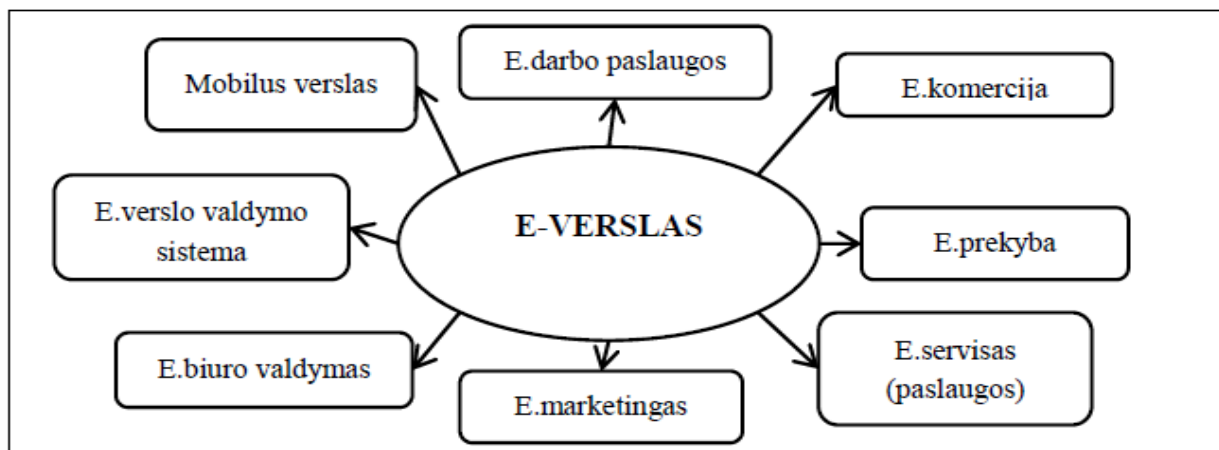 E.darbo paslaugos
Mobilus verslas
E.komercija
E.verslo valdymo
sistema
E-VERSLAS
E.prekyba
E.biuro valdymas
E.marketingas
E.servisas
(paslaugos)